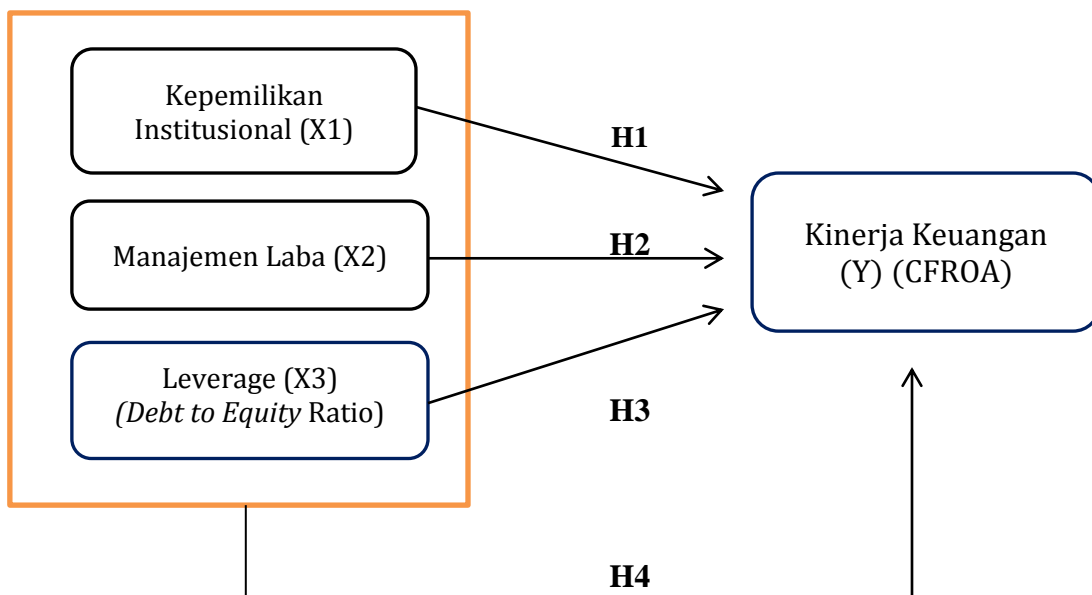 Kepemilikan
Institusional (X1)
H1
Manajemen Laba (X2)
H2
Kinerja Keuangan
(Y) (CFROA)
Leverage (X3)
(Debt to Equity Ratio)
H3
H4